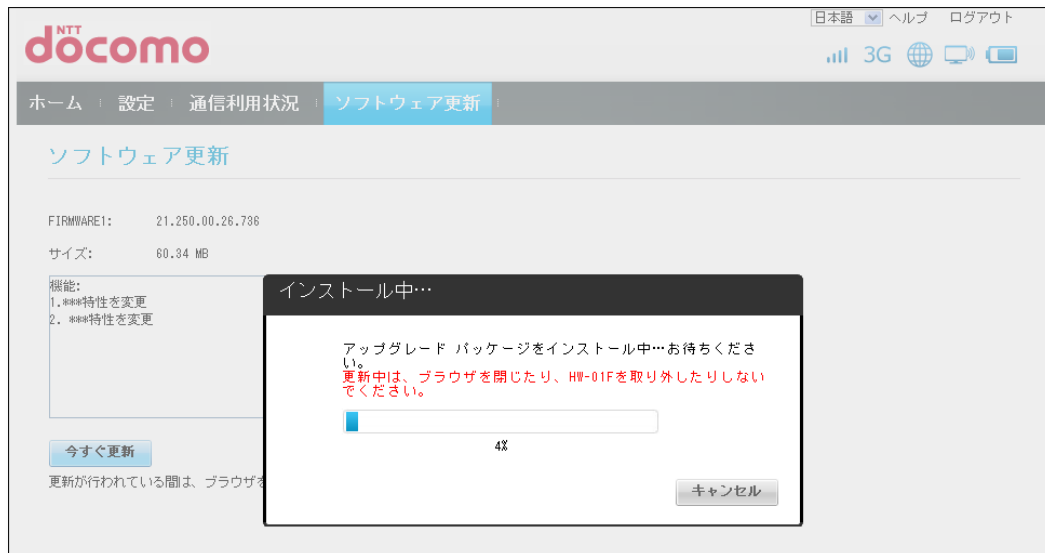 日本語 ヘルプ ログアウト
NTT
döcomo
3G
ホーム 設定 通信利用状況 ソフトウェア更新
ソフトウェア更新
FIRMWARE1: 21.250.00.26.736
サイズ: 60.34 MB
機能:
1.***特性を変更
2. ***特性を変更
インストール中…
アップグレード パッケージをインストール中…お待ちくださ
い。
更新中は、ブラウザを閉じたり、HW-01Fを取り外したりしない
でください。
4%
キャンセル
今すぐ更新
更新が行われている間は、ブラウザを